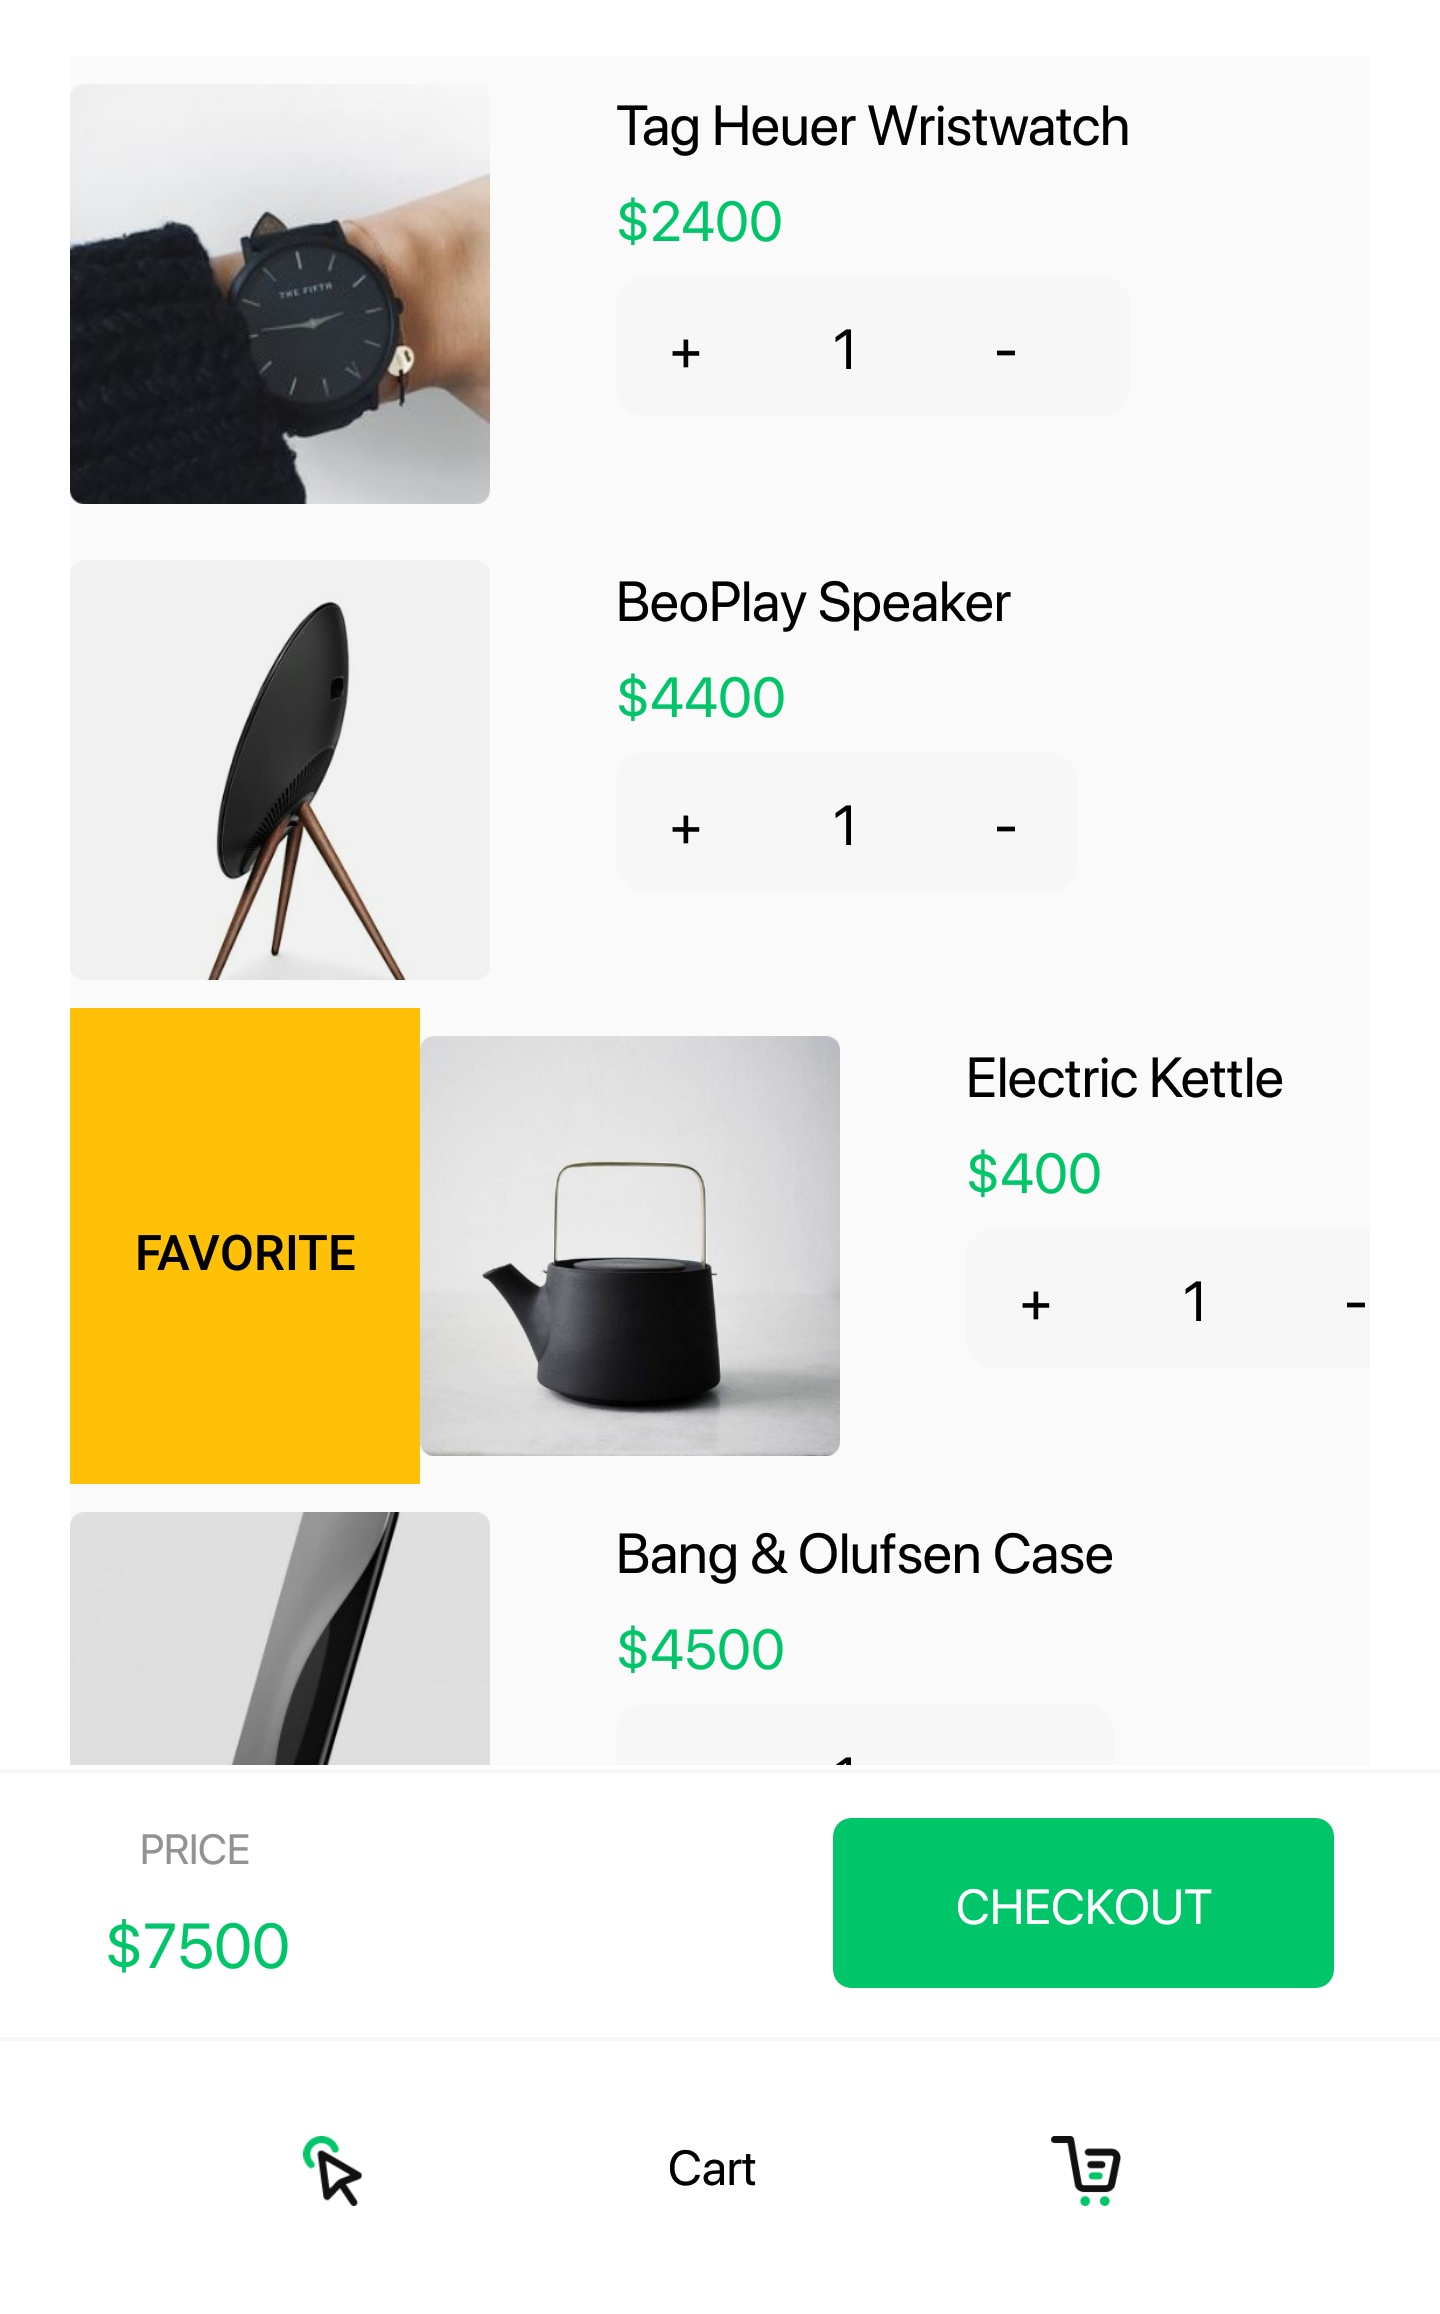 Tag Heuer Wristwatch
$2400
THE FIFTH
+ 1 -
BeoPlay Speaker
$4400
+ 1 -
FAVORITE
Electric Kettle
$400
+ 1 -
Bang & Olufsen Case
$4500
PRICE
$7500
CHECKOUT
Cart